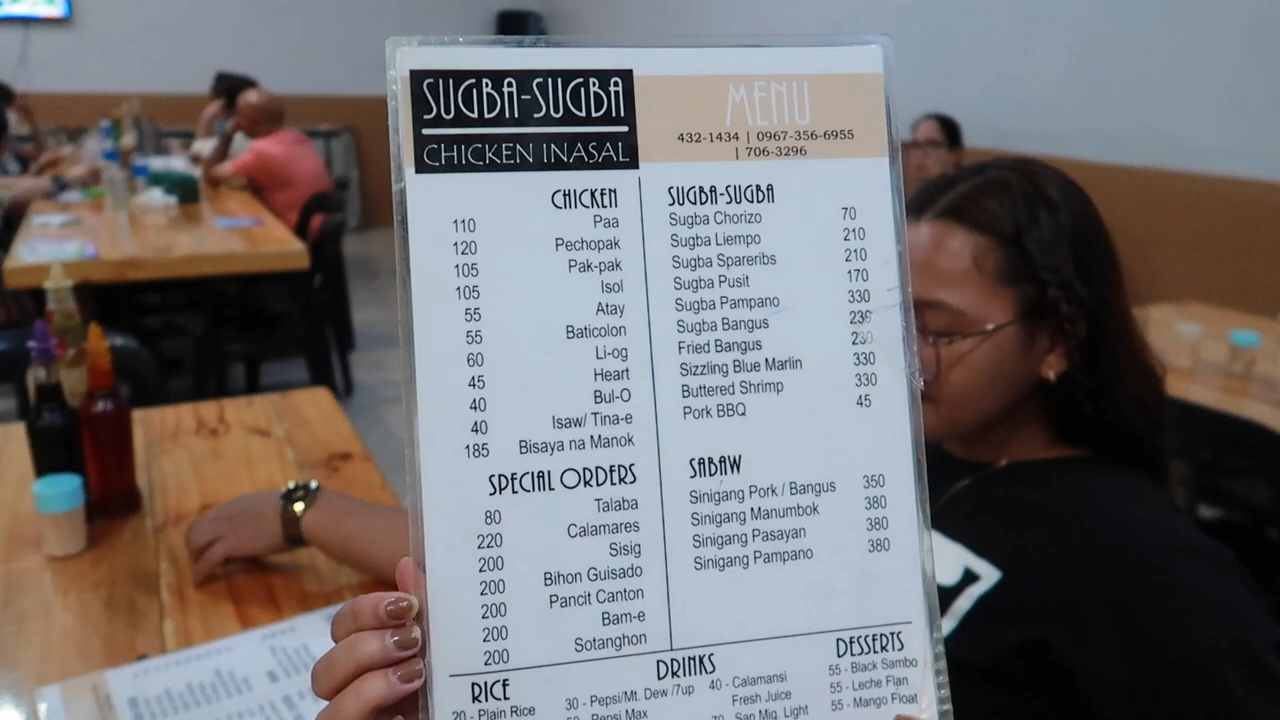 SUGBA-SUGBA
CHICKEN INASAL
MENU
432-1434 | 0967-356-6955
| 706-3296
CHICKEN
110 Paa
120 Pechopak
105 Pak-pak
105 Isol
55 Atay
55 Baticolon
60 Li-og
45 Heart
40 Bul-O
40 Isaw/ Tina-e
185 Bisaya na Manok
SPECIAL ORDERS
80 Talaba
220 Calamares
200 Sisig
200 Bihon Guisado
200 Pancit Canton
200 Bam-e
200 Sotanghon
SUGBA-SUGBA
Sugba Chorizo 70
Sugba Liempo 210
Sugba Spareribs 210
Sugba Pusit 170
Sugba Pampano 330
Sugba Bangus
Fried Bangus 230
Sizzling Blue Marlin 330
Buttered Shrimp 330
Pork BBQ 45
SABAW
Sinigang Pork / Bangus 350
Sinigang Manumbok 380
Sinigang Pasayan 380
Sinigang Pampano 380
RICE
20 - Plain Rice
DRINKS
30 - Pepsi/Mt. Dew /7up
Pepsi Max
40 - Calamansi
Fresh Juice
San Mig. Light
DESSERTS
55 - Black Sambo
55 - Leche Flan
55 - Mango Float